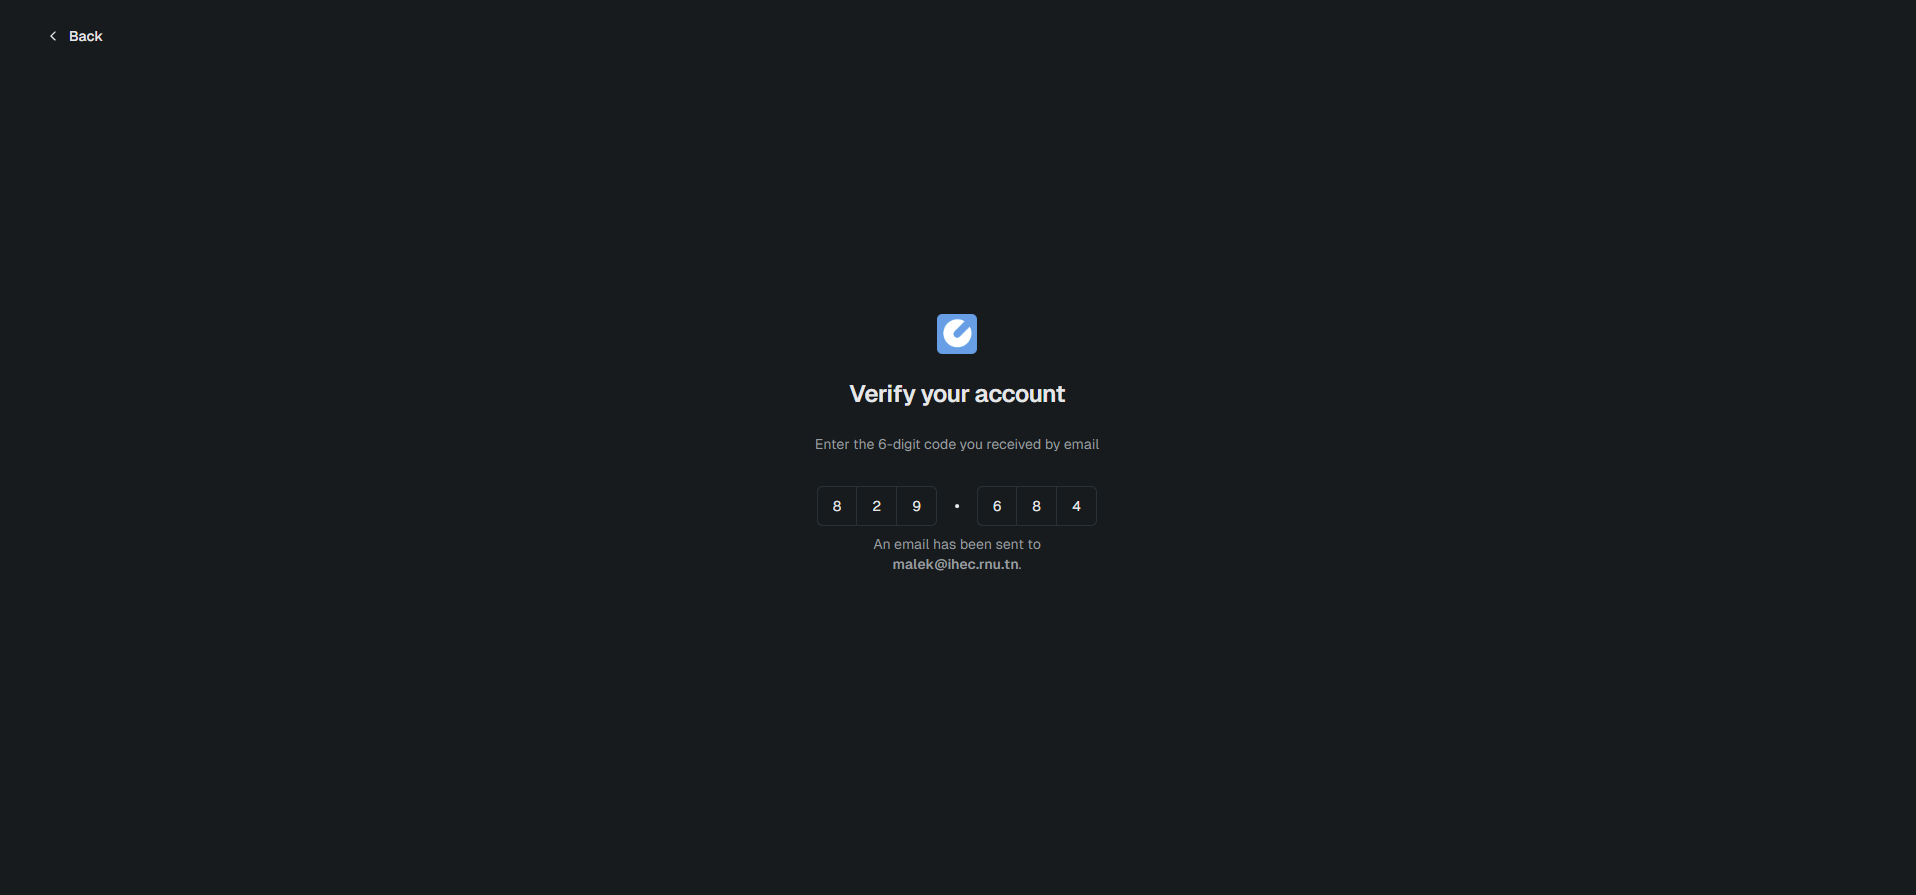 Back
Verify your account
Enter the 6-digit code you received by email
8 2 9 • 6 8 4
An email has been sent to
malek@ihec.rnu.tn.